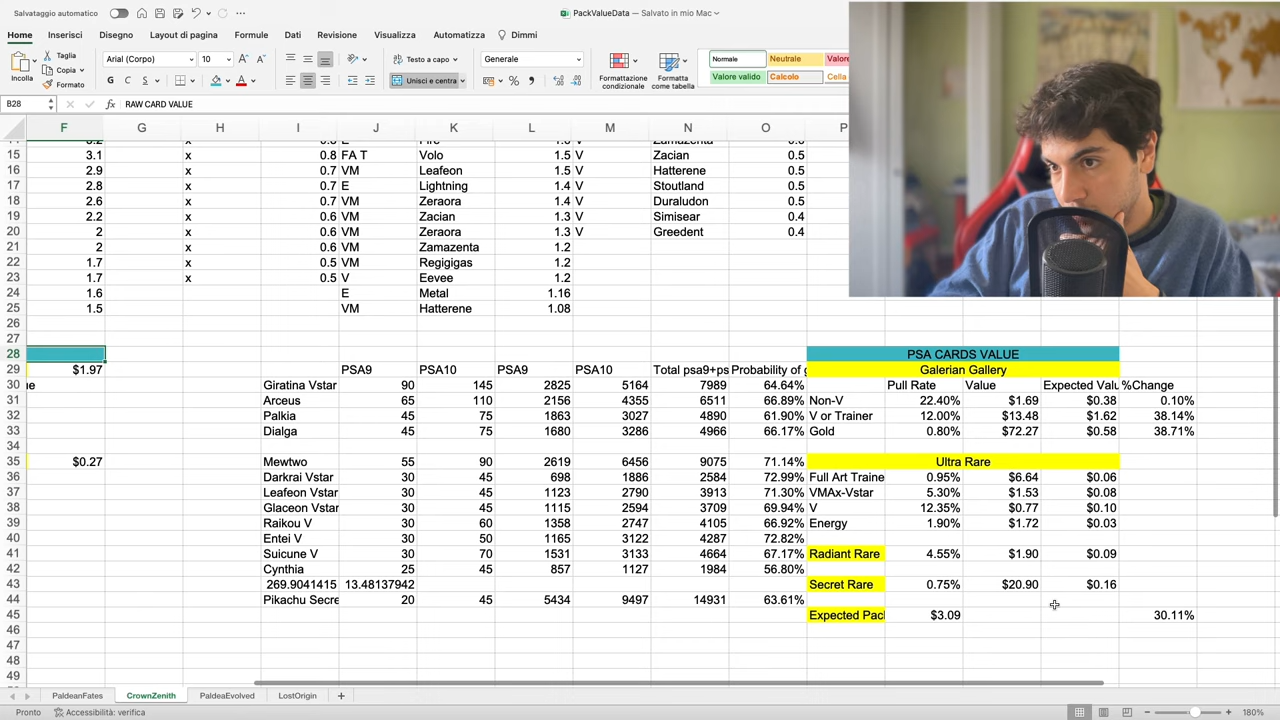 Salvataggio automatico PackValueData — Salvato in mio Mac
Home Inserisci Disegno Layout di pagina Formule Dati Revisione Visualizza Automatizza Dimmi
Incolla Taglia Copia Formato Arial (Corpo) 10 A A G C Testo a capo Unisci e centra Generale % Formattazione condizionale Formatta come tabella Normale Neutrale Valore valido Calcolo
B28 fx RAW CARD VALUE
F G H I J K L M N O P
15 3.1 x 0.8 FA T Volo 1.5 V Zacian 0.5
16 2.9 x 0.7 VM Leafeon 1.5 V Hatterene 0.5
17 2.8 x 0.7 E Lightning 1.4 V Stoutland 0.5
18 2.6 x 0.7 VM Zeraora 1.4 V Duraludon 0.5
19 2.2 x 0.6 VM Zacian 1.3 V Simisear 0.4
20 2 x 0.6 VM Zeraora 1.3 V Greedent 0.4
21 2 0.6 VM Zamazenta 1.2
22 1.7 x 0.5 VM Regigigas 1.2
23 1.7 x 0.5 V Eevee 1.2
24 1.6 E Metal 1.16
25 1.5 VM Hatterene 1.08
26
27
28 PSA CARDS VALUE
29 $1.97 PSA9 PSA10 PSA9 PSA10 Total psa9+ps Probability of g Galerian Gallery
30 Giratina Vstar 90 145 2825 5164 7989 64.64% Pull Rate Value Expected Valu %Change
31 Arceus 65 110 2156 4355 6511 66.89% Non-V 22.40% $1.69 $0.38 0.10%
32 Palkia 45 75 1863 3027 4890 61.90% V or Trainer 12.00% $13.48 $1.62 38.14%
33 Dialga 45 75 1680 3286 4966 66.17% Gold 0.80% $72.27 $0.58 38.71%
34
35 $0.27 Mewtwo 55 90 2619 6456 9075 71.14% Ultra Rare
36 Darkrai Vstar 30 45 698 1886 2584 72.99% Full Art Traine 0.95% $6.64 $0.06
37 Leafeon Vstar 30 45 1123 2790 3913 71.30% VMAx-Vstar 5.30% $1.53 $0.08
38 Glaceon Vstar 30 45 1115 2594 3709 69.94% V 12.35% $0.77 $0.10
39 Raikou V 30 60 1358 2747 4105 66.92% Energy 1.90% $1.72 $0.03
40 Entei V 30 50 1165 3122 4287 72.82%
41 Suicune V 30 70 1531 3133 4664 67.17% Radiant Rare 4.55% $1.90 $0.09
42 Cynthia 25 45 857 1127 1984 56.80%
43 269.9041415 13.48137942 Secret Rare 0.75% $20.90 $0.16
44 Pikachu Secre 20 45 5434 9497 14931 63.61%
45 Expected Pac $3.09 30.11%
46
47
48
49
PaldeanFates CrownZenith PaldeaEvolved LostOrigin +
Pronto Accessibilità: verifica 180%